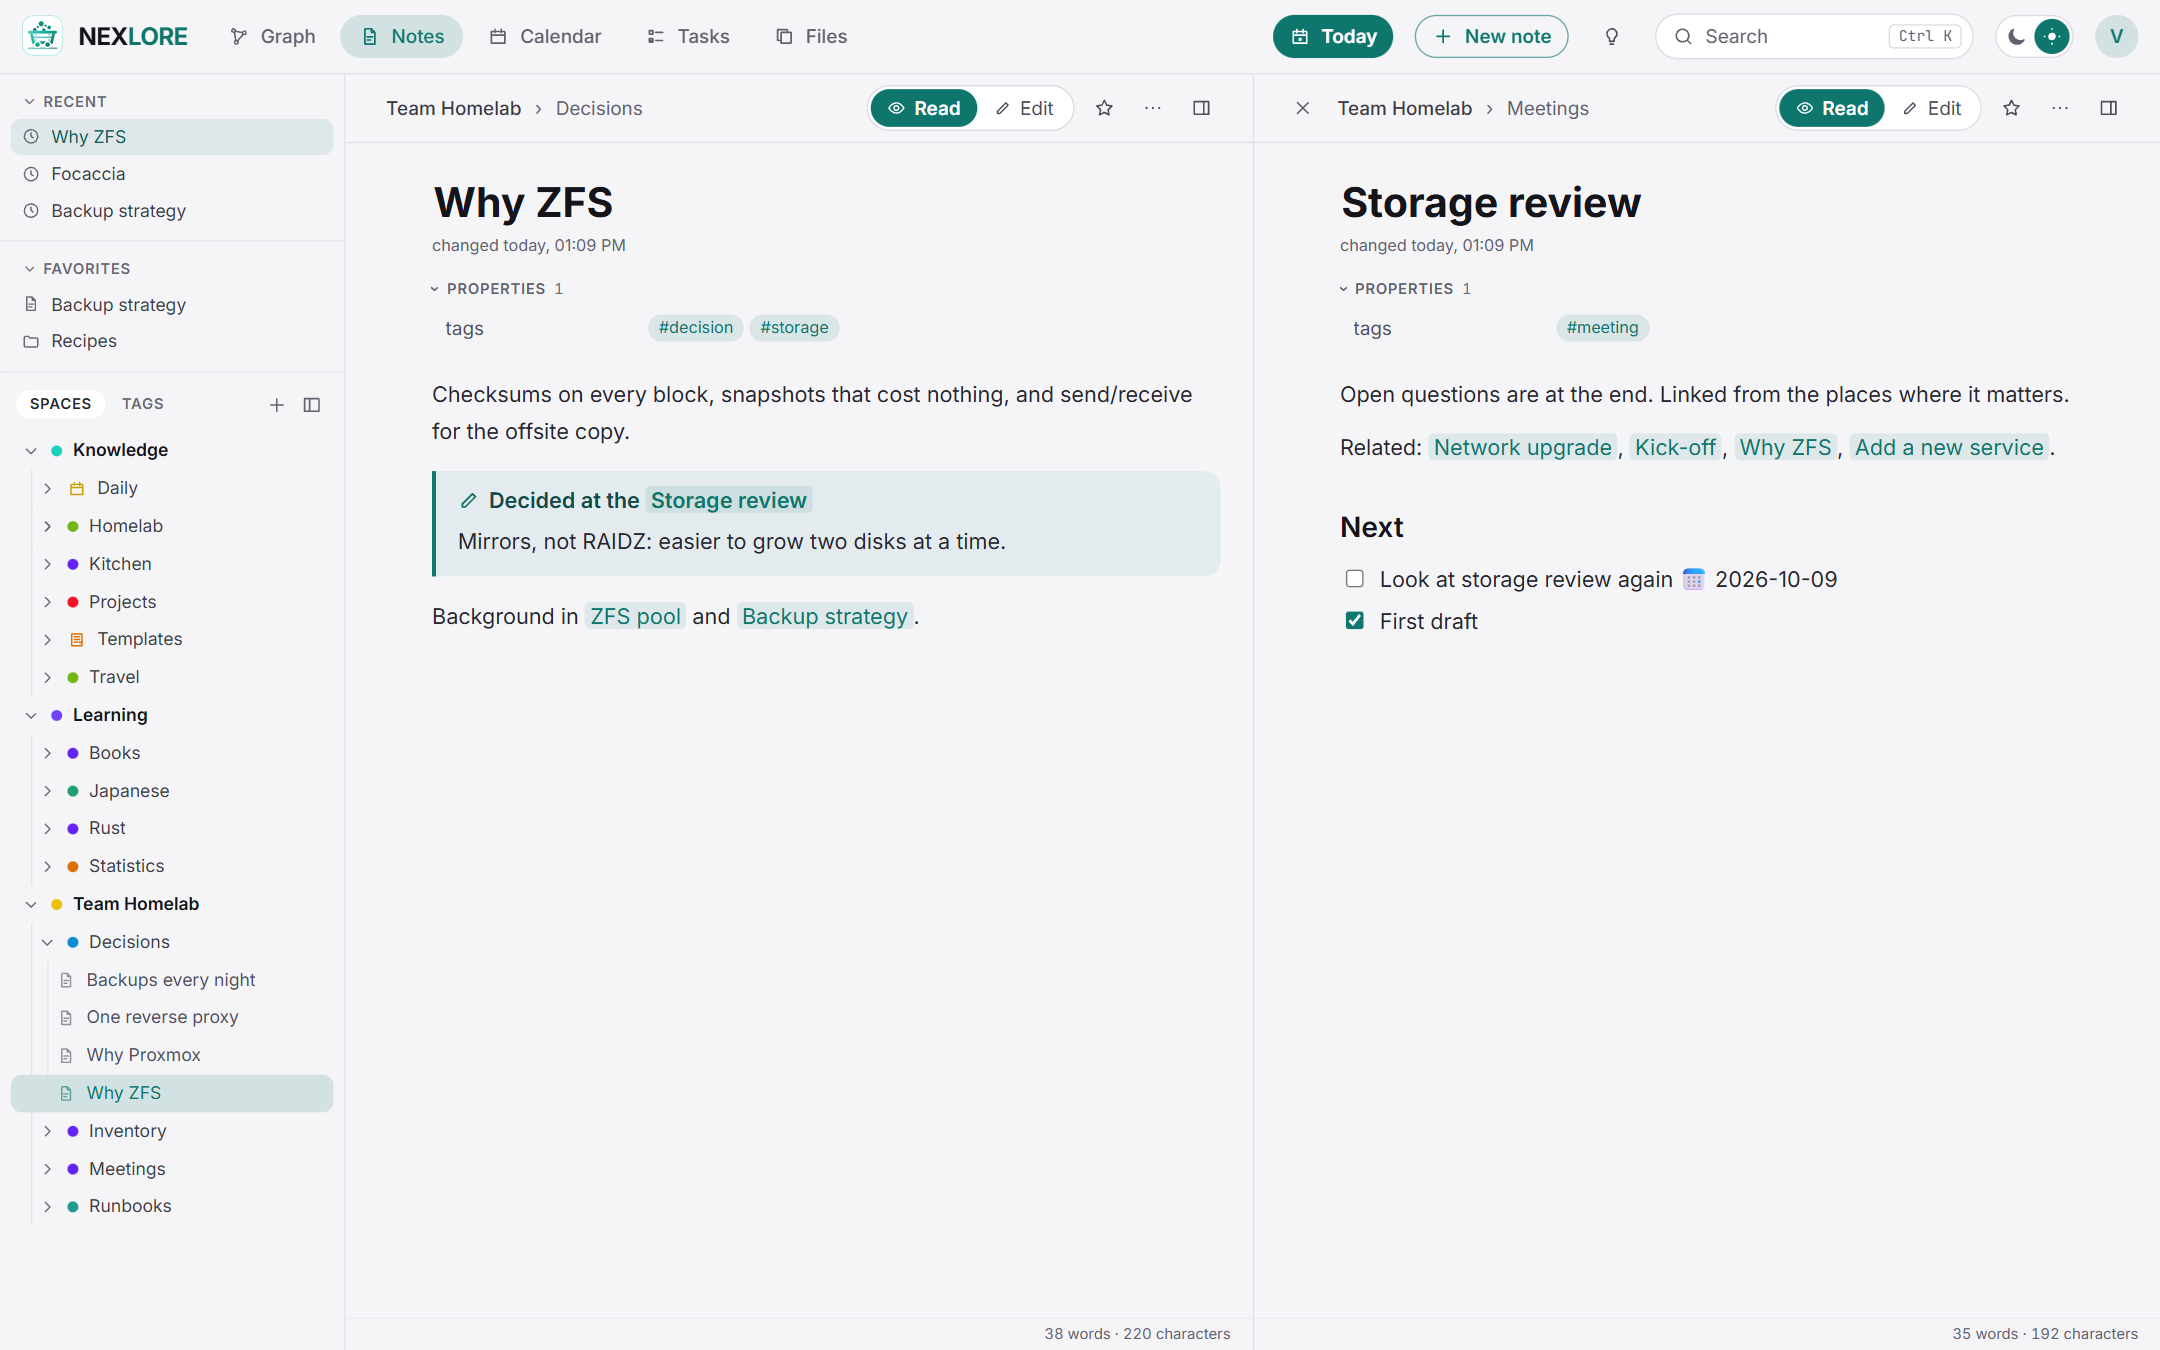 NEXLORE
Graph
Notes
Calendar
Tasks
Files
Today
New note
Search
Ctrl K
V
RECENT
Why ZFS
Focaccia
Backup strategy
FAVORITES
Backup strategy
Recipes
SPACES TAGS
Knowledge
Daily
Homelab
Kitchen
Projects
Templates
Travel
Learning
Books
Japanese
Rust
Statistics
Team Homelab
Decisions
Backups every night
One reverse proxy
Why Proxmox
Why ZFS
Inventory
Meetings
Runbooks
Team Homelab › Decisions
Read
Edit
Why ZFS
changed today, 01:09 PM
PROPERTIES 1
tags #decision #storage
Checksums on every block, snapshots that cost nothing, and send/receive
for the offsite copy.
Decided at the Storage review
Mirrors, not RAIDZ: easier to grow two disks at a time.
Background in ZFS pool and Backup strategy.
38 words · 220 characters
Team Homelab › Meetings
Read
Edit
Storage review
changed today, 01:09 PM
PROPERTIES 1
tags #meeting
Open questions are at the end. Linked from the places where it matters.
Related: Network upgrade, Kick-off, Why ZFS, Add a new service.
Next
Look at storage review again 📅 2026-10-09
First draft
35 words · 192 characters